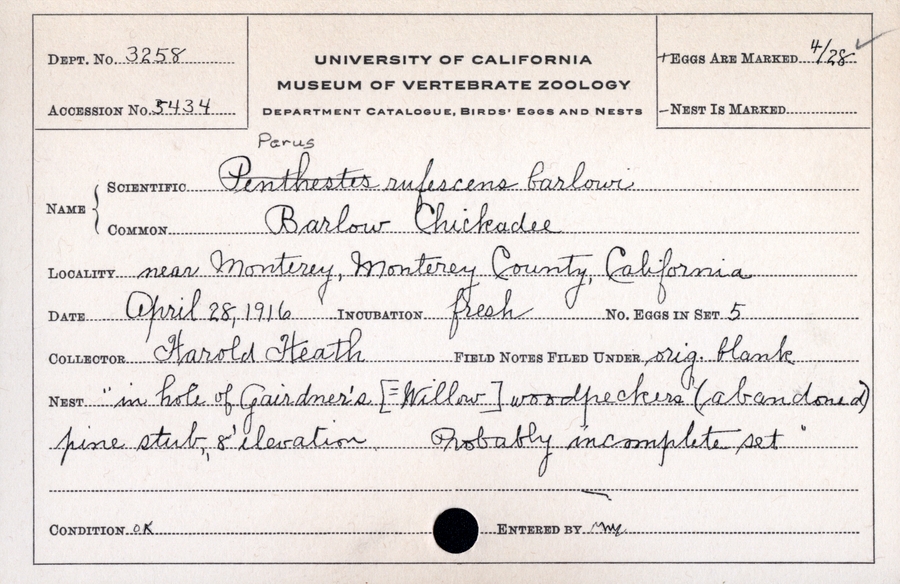 DEPT. No. 3258
ACCESSION No. 5434
UNIVERSITY OF CALIFORNIA
MUSEUM OF VERTEBRATE ZOOLOGY
DEPARTMENT CATALOGUE, BIRDS' EGGS AND NESTS
+EGGS ARE MARKED 4/28 ✓
-NEST IS MARKED
Parus
NAME { SCIENTIFIC Penthestes rufescens barlowi
COMMON Barlow Chickadee
LOCALITY near Monterey, Monterey County, California
DATE April 28, 1916 INCUBATION fresh No. EGGS IN SET 5
COLLECTOR Harold Heath FIELD NOTES FILED UNDER orig. blank
NEST "in hole of Gairdner's [=Willow] woodpeckers (abandoned)
pine stub, 8' elevation Probably incomplete set"
CONDITION OK ENTERED BY